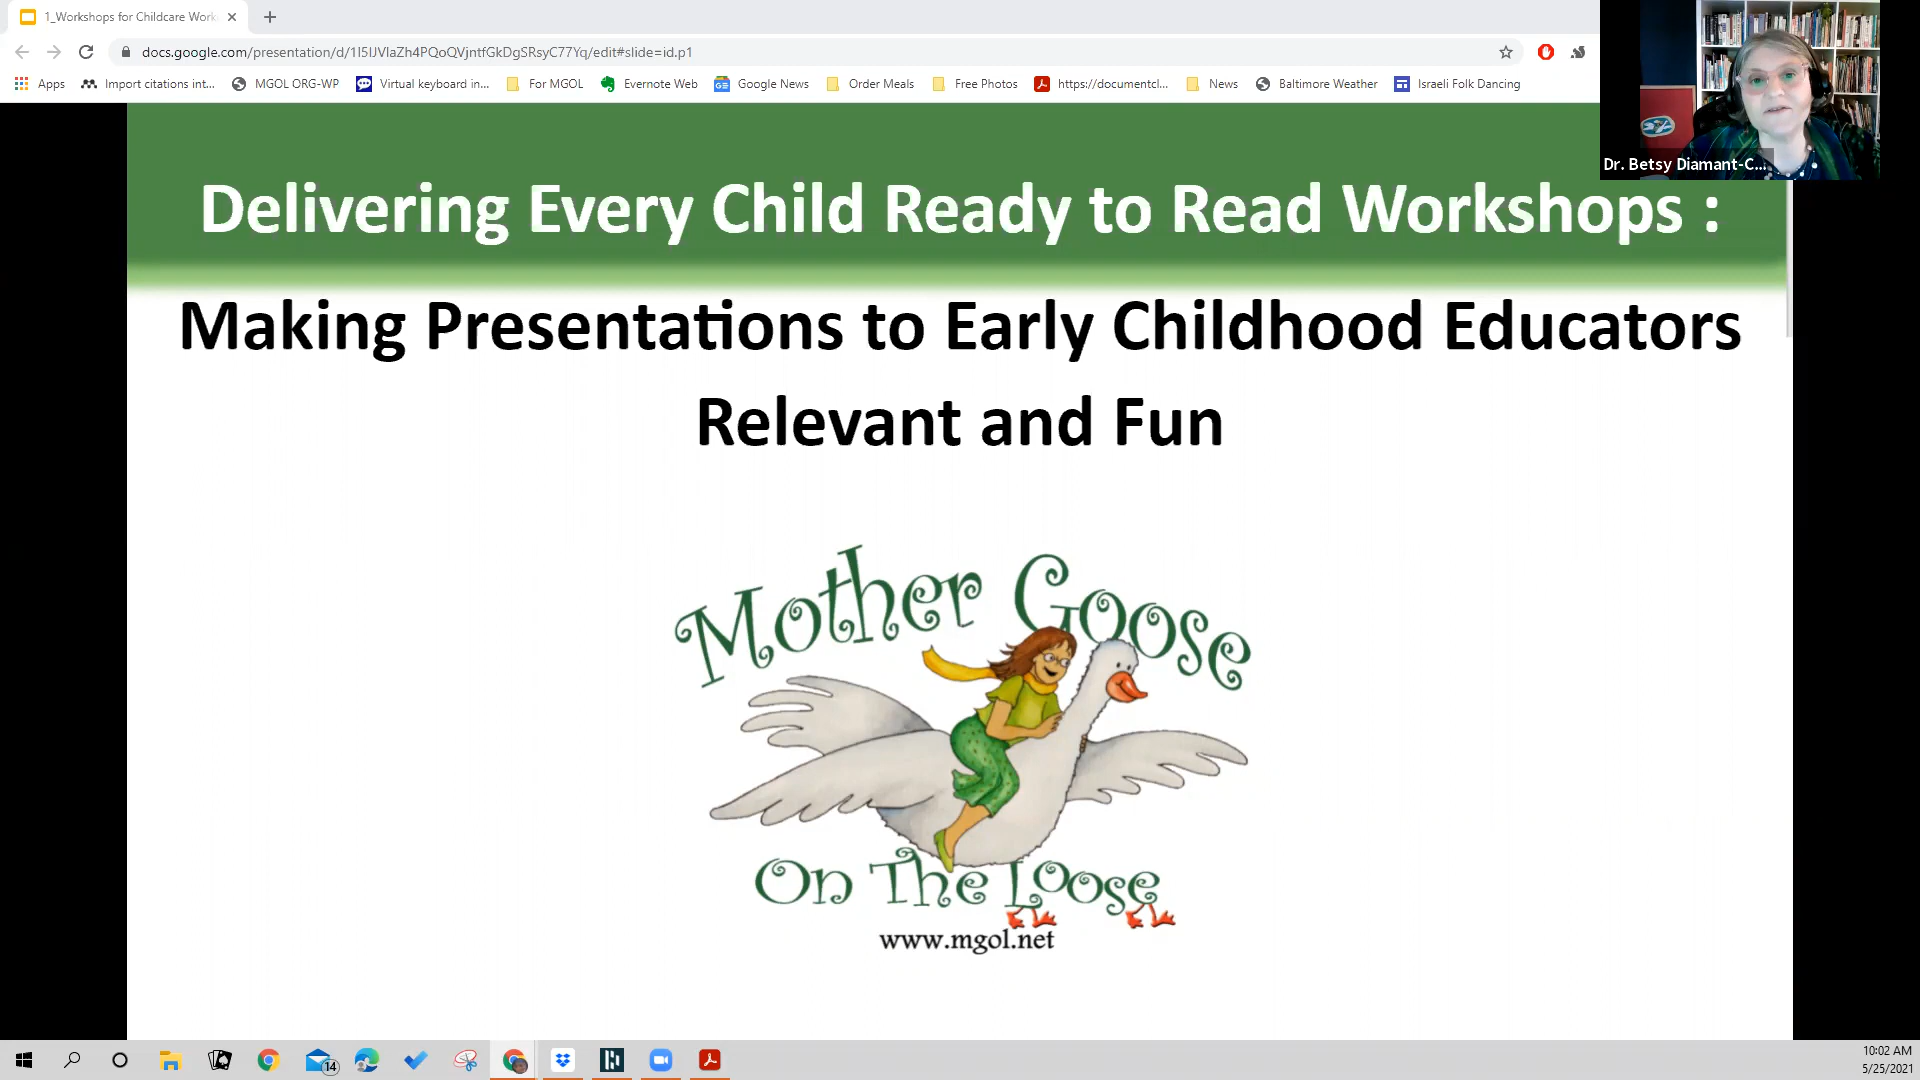 1_Workshops for Childcare Work
docs.google.com/presentation/d/1I5IJVlaZh4PQoQVjntfGkDgSRsyC77Yq/edit#slide=id.p1
Apps Import citations int... MGOL ORG-WP Virtual keyboard in... For MGOL Evernote Web Google News Order Meals Free Photos https://documentcl... News Baltimore Weather Israeli Folk Dancing
Dr. Betsy Diamant-C...
Delivering Every Child Ready to Read Workshops :
Making Presentations to Early Childhood Educators
Relevant and Fun
Mother Goose
On The Loose
www.mgol.net
14
10:02 AM
5/25/2021